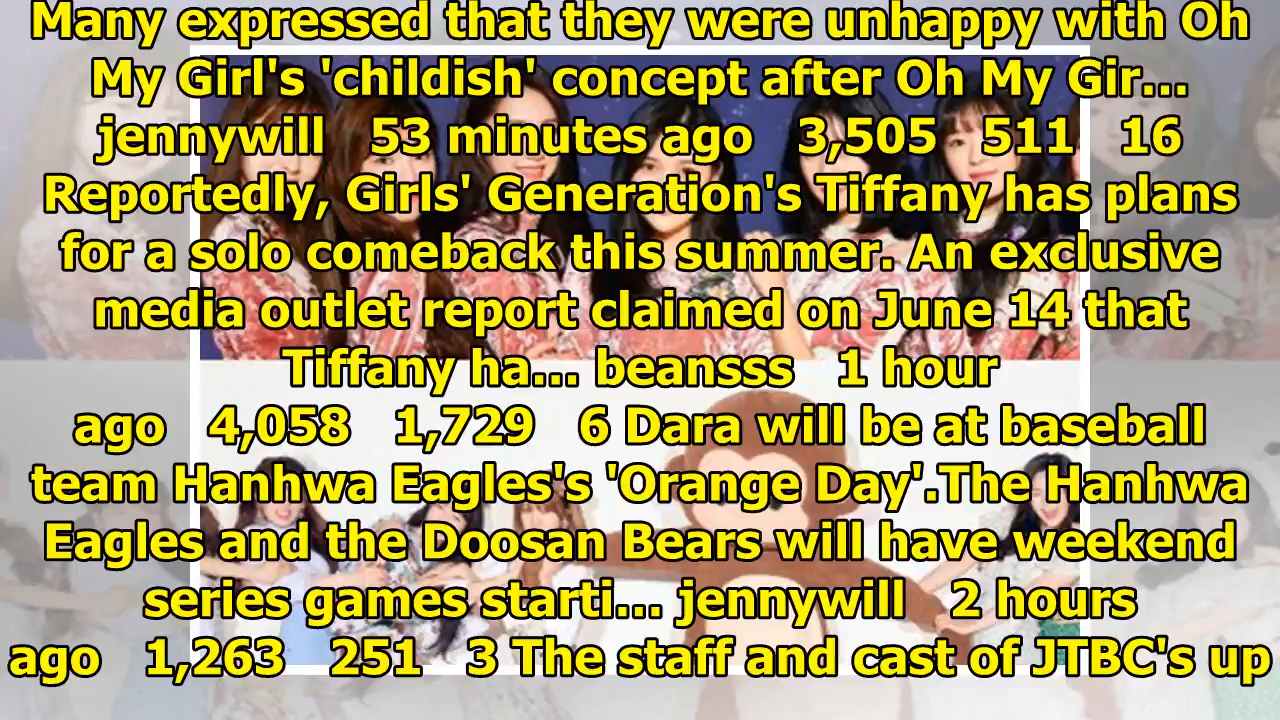 Many expressed that they were unhappy with Oh
My Girl's 'childish' concept after Oh My Gir...
jennywill 53 minutes ago 3,505 511 16
Reportedly, Girls' Generation's Tiffany has plans
for a solo comeback this summer. An exclusive
media outlet report claimed on June 14 that
Tiffany ha... beansss 1 hour
ago 4,058 1,729 6 Dara will be at baseball
team Hanhwa Eagles's 'Orange Day'.The Hanhwa
Eagles and the Doosan Bears will have weekend
series games starti... jennywill 2 hours
ago 1,263 251 3 The staff and cast of JTBC's up